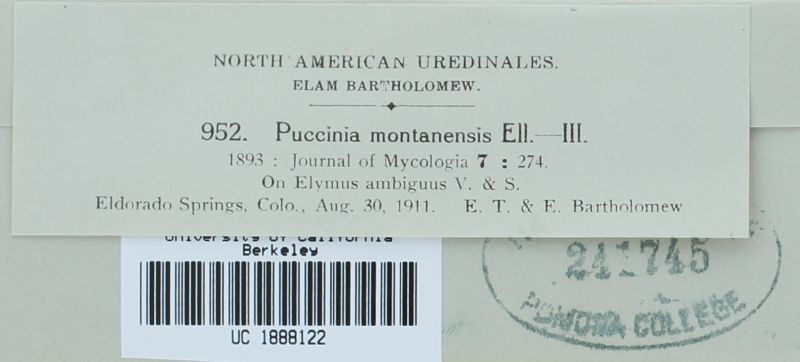 NORTH AMERICAN UREDINALES.
ELAM BARTHOLOMEW.
952. Puccinia montanensis Ell.—III.
1893 : Journal of Mycologia 7 : 274.
On Elymus ambiguus V. & S.
Eldorado Springs, Colo., Aug. 30, 1911. E. T. & E. Bartholomew
University of California
Berkeley
UC 1888122
241745
POMONA COLLEGE